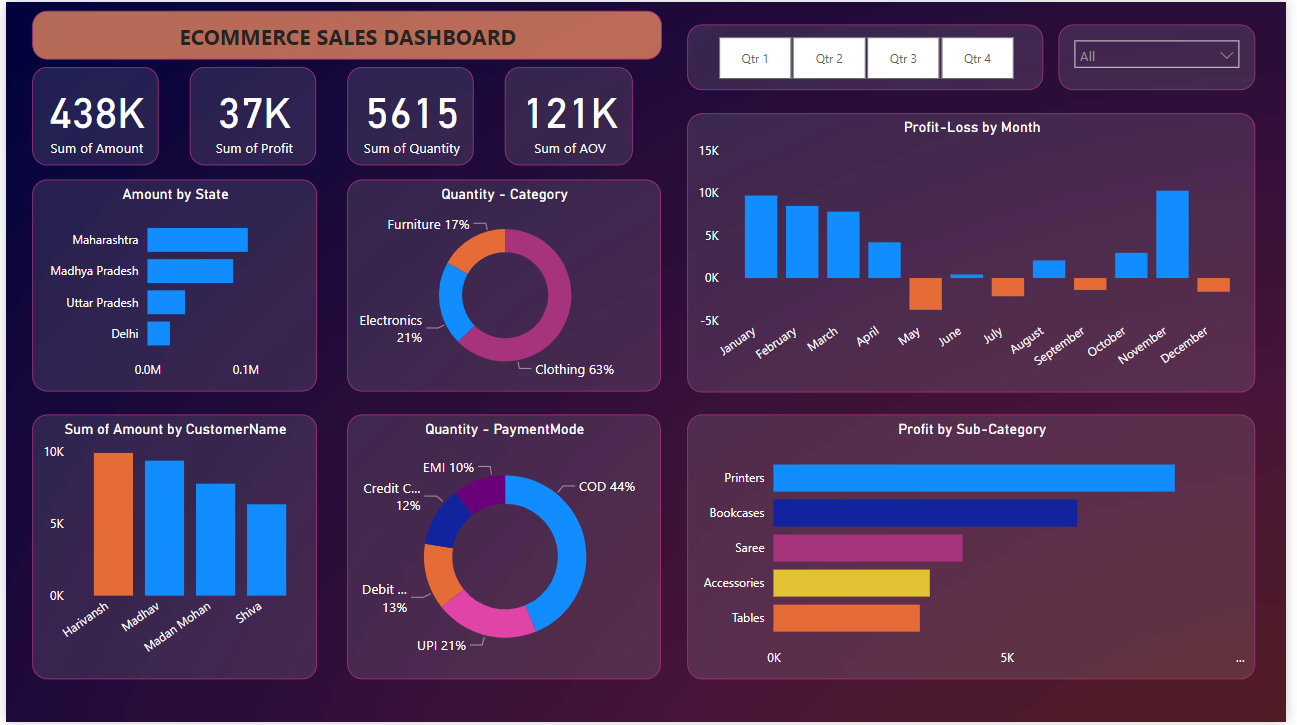 ECOMMERCE SALES DASHBOARD
Qtr 1
Qtr 2
Qtr 3
Qtr 4
All
438K
Sum of Amount
37K
Sum of Profit
5615
Sum of Quantity
121K
Sum of AOV
Amount by State
Maharashtra
Madhya Pradesh
Uttar Pradesh
Delhi
0.0M
0.1M
Quantity - Category
Furniture 17%
Electronics
21%
Clothing 63%
Profit-Loss by Month
15K
10K
5K
0K
-5K
January
February
March
April
May
June
July
August
September
October
November
December
Sum of Amount by CustomerName
10K
5K
0K
Harivansh
Madhav
Madan Mohan
Shiva
Quantity - PaymentMode
EMI 10%
Credit C...
12%
Debit ...
13%
UPI 21%
COD 44%
Profit by Sub-Category
Printers
Bookcases
Saree
Accessories
Tables
0K
5K
...